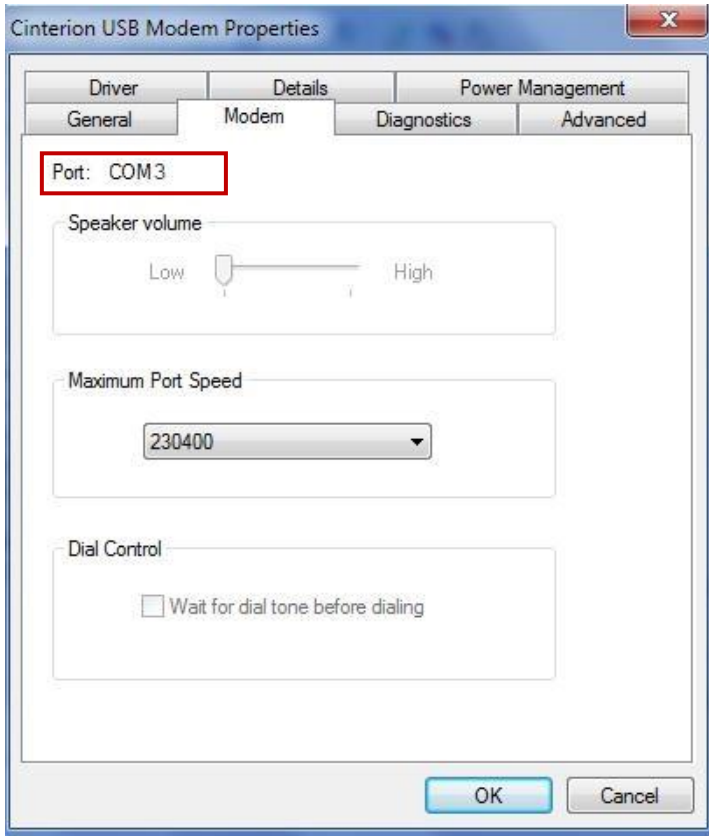 Cinterion USB Modem Properties
Driver Details Power Management
General Modem Diagnostics Advanced
Port: COM3
Speaker volume
Low High
Maximum Port Speed
230400
Dial Control
Wait for dial tone before dialing
OK Cancel